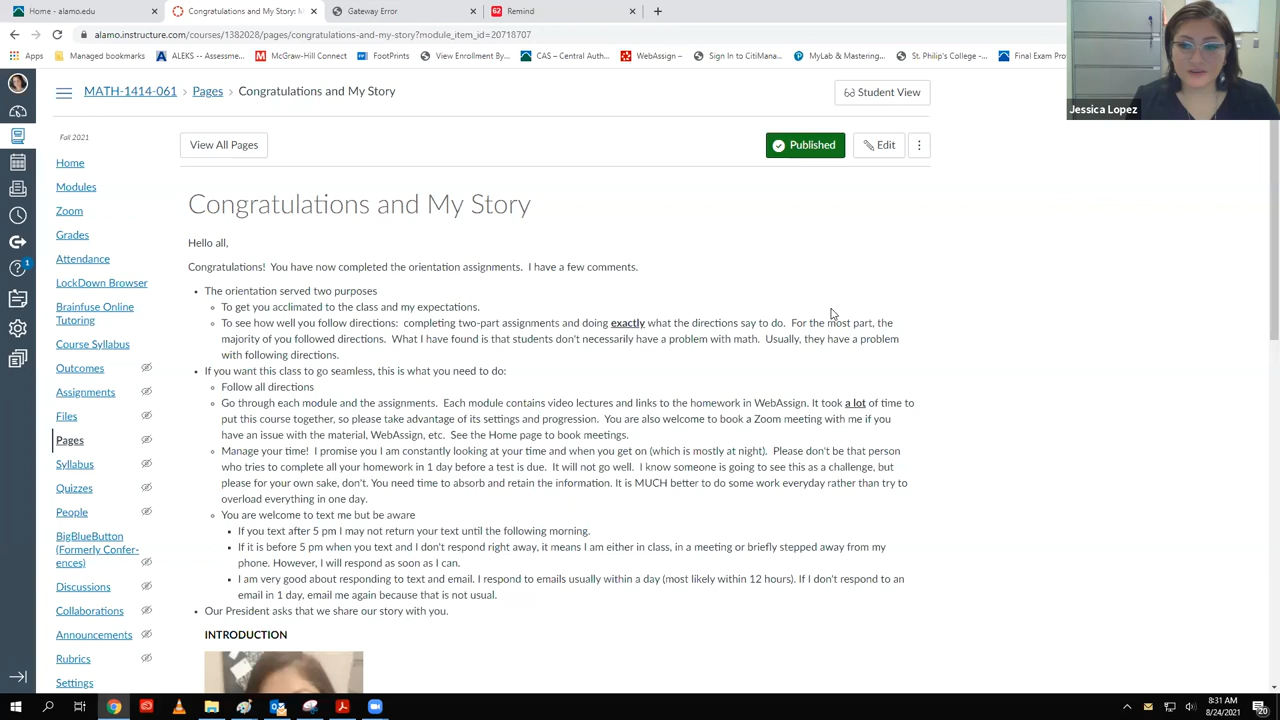 Home - alamo.edu
Congratulations and My Story: M
Gateway Error
62 Remind
alamo.instructure.com/courses/1382028/pages/congratulations-and-my-story?module_item_id=20718707
Apps
Managed bookmarks
ALEKS -- Assessme...
McGraw-Hill Connect
FootPrints
View Enrollment By...
CAS – Central Auth...
WebAssign –
Sign In to CitiMana...
MyLab & Mastering...
St. Philip's College -...
Final Exam Pro
Jessica Lopez
MATH-1414-061 > Pages > Congratulations and My Story
Student View
Fall 2021
Home
Modules
Zoom
Grades
Attendance
LockDown Browser
Brainfuse Online
Tutoring
Course Syllabus
Outcomes
Assignments
Files
Pages
Syllabus
Quizzes
People
BigBlueButton
(Formerly Confer-
ences)
Discussions
Collaborations
Announcements
Rubrics
Settings
1
View All Pages
Published
Edit
Congratulations and My Story
Hello all,
Congratulations! You have now completed the orientation assignments. I have a few comments.
The orientation served two purposes
To get you acclimated to the class and my expectations.
To see how well you follow directions: completing two-part assignments and doing exactly what the directions say to do. For the most part, the
majority of you followed directions. What I have found is that students don't necessarily have a problem with math. Usually, they have a problem
with following directions.
If you want this class to go seamless, this is what you need to do:
Follow all directions
Go through each module and the assignments. Each module contains video lectures and links to the homework in WebAssign. It took a lot of time to
put this course together, so please take advantage of its settings and progression. You are also welcome to book a Zoom meeting with me if you
have an issue with the material, WebAssign, etc. See the Home page to book meetings.
Manage your time! I promise you I am constantly looking at your time and when you get on (which is mostly at night). Please don't be that person
who tries to complete all your homework in 1 day before a test is due. It will not go well. I know someone is going to see this as a challenge, but
please for your own sake, don't. You need time to absorb and retain the information. It is MUCH better to do some work everyday rather than try to
overload everything in one day.
You are welcome to text me but be aware
If you text after 5 pm I may not return your text until the following morning.
If it is before 5 pm when you text and I don't respond right away, it means I am either in class, in a meeting or briefly stepped away from my
phone. However, I will respond as soon as I can.
I am very good about responding to text and email. I respond to emails usually within a day (most likely within 12 hours). If I don't respond to an
email in 1 day, email me again because that is not usual.
Our President asks that we share our story with you.
INTRODUCTION
8:31 AM
8/24/2021
20